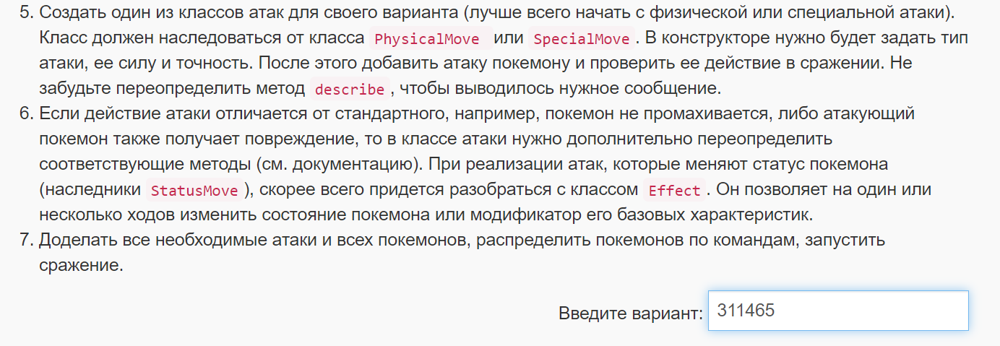 5. Создать один из классов атак для своего варианта (лучше всего начать с физической или специальной атаки).
Класс должен наследоваться от класса PhysicalMove или SpecialMove. В конструкторе нужно будет задать тип
атаки, ее силу и точность. После этого добавить атаку покемону и проверить ее действие в сражении. Не
забудьте переопределить метод describe, чтобы выводилось нужное сообщение.
6. Если действие атаки отличается от стандартного, например, покемон не промахивается, либо атакующий
покемон также получает повреждение, то в классе атаки нужно дополнительно переопределить
соответствующие методы (см. документацию). При реализации атак, которые меняют статус покемона
(наследники StatusMove), скорее всего придется разобраться с классом Effect. Он позволяет на один или
несколько ходов изменить состояние покемона или модификатор его базовых характеристик.
7. Доделать все необходимые атаки и всех покемонов, распределить покемонов по командам, запустить
сражение.
Введите вариант: 311465